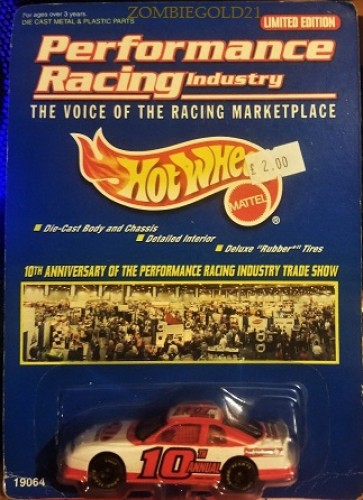 ZOMBIEGOLD21
For ages over 3 years.
DIE CAST METAL & PLASTIC PARTS
LIMITED EDITION
Performance
Racing Industry
THE VOICE OF THE RACING MARKETPLACE
HOT WHE
£ 2.00
MATTEL
®
Die-Cast Body and Chassis
Detailed Interior
Deluxe "Rubber" Tires
10TH ANNIVERSARY OF THE PERFORMANCE RACING INDUSTRY TRADE SHOW
10TH
ANNUAL
19064